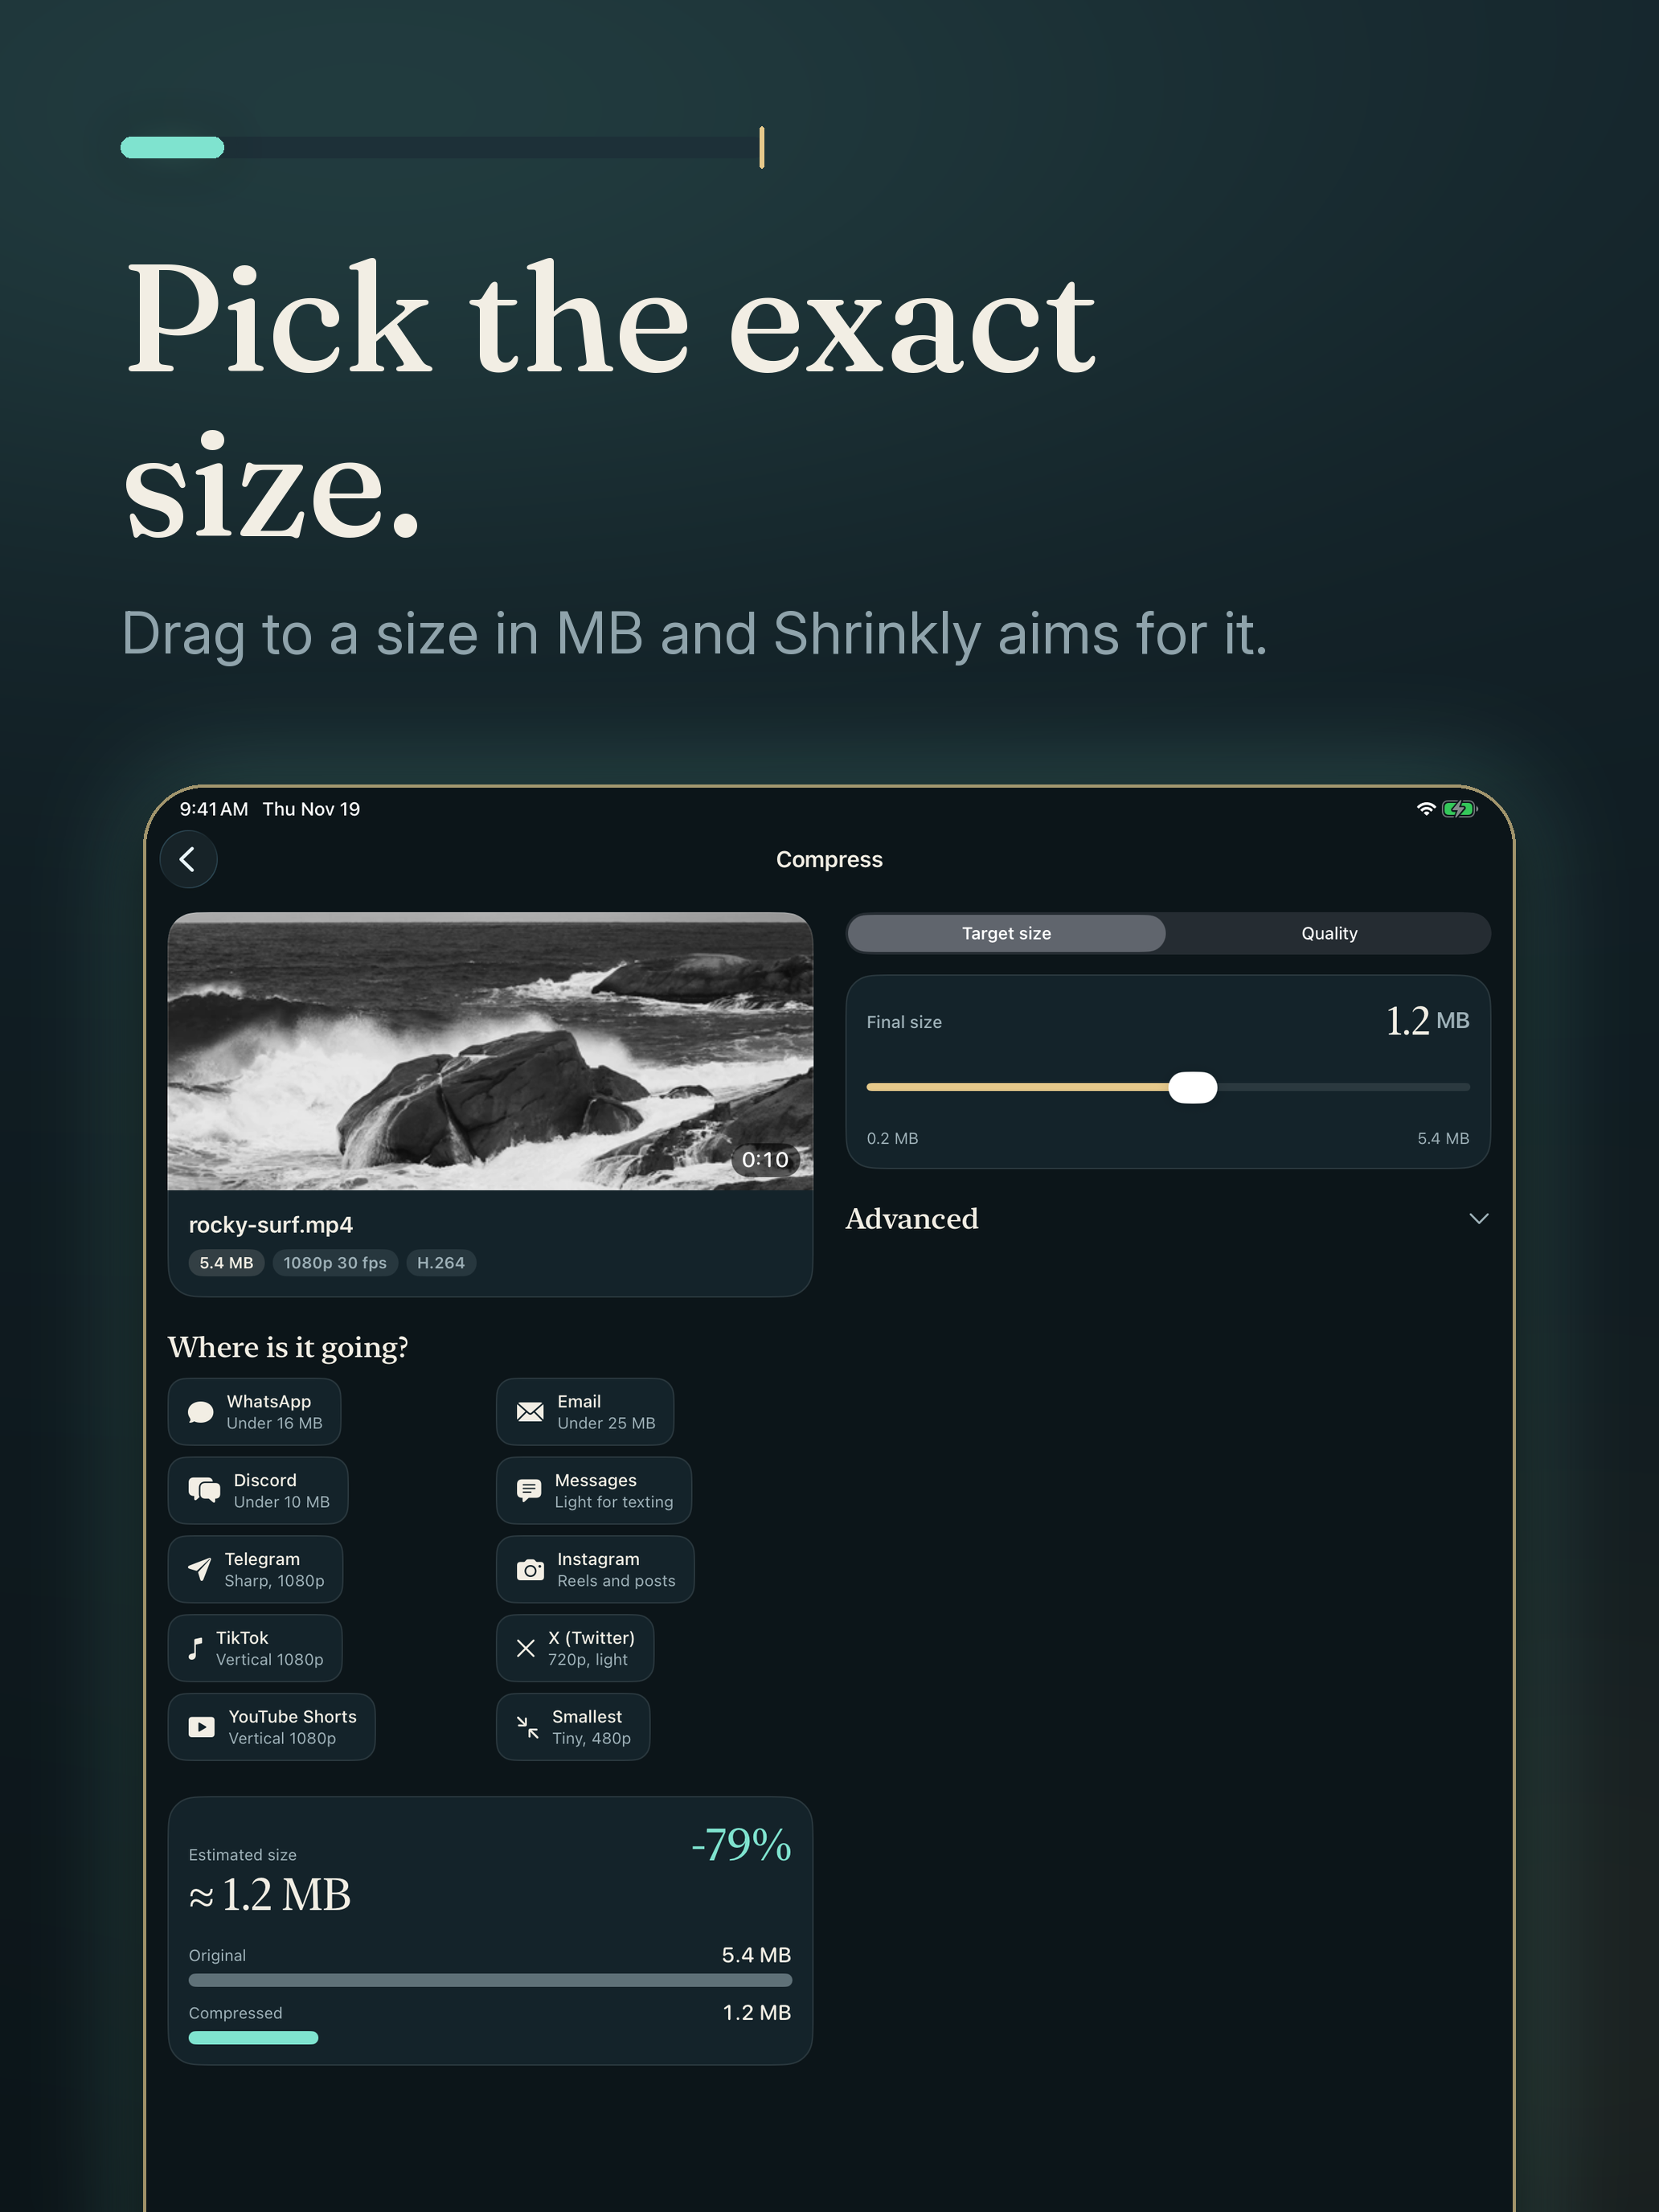 Pick the exact
size.
Drag to a size in MB and Shrinkly aims for it.
9:41 AM Thu Nov 19
Compress
0:10
rocky-surf.mp4
5.4 MB 1080p 30 fps H.264
Target size Quality
Final size 1.2 MB
0.2 MB 5.4 MB
Advanced
Where is it going?
WhatsApp
Under 16 MB
Email
Under 25 MB
Discord
Under 10 MB
Messages
Light for texting
Telegram
Sharp, 1080p
Instagram
Reels and posts
TikTok
Vertical 1080p
X (Twitter)
720p, light
YouTube Shorts
Vertical 1080p
Smallest
Tiny, 480p
Estimated size -79%
≈ 1.2 MB
Original 5.4 MB
Compressed 1.2 MB